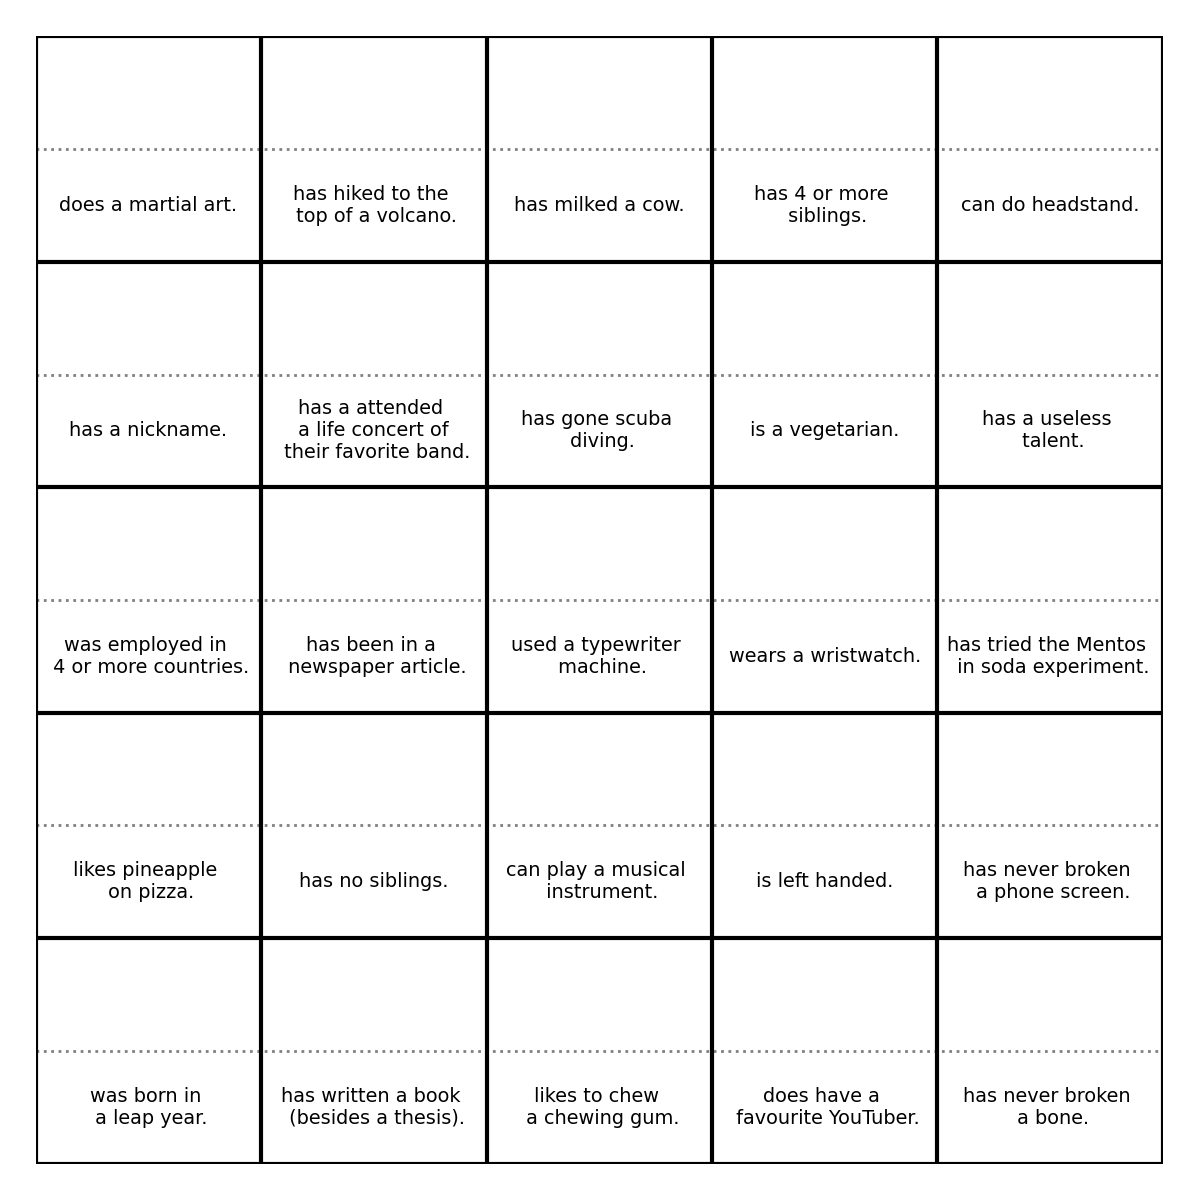 does a martial art.
has hiked to the
top of a volcano.
has milked a cow.
has 4 or more
siblings.
can do headstand.
has a nickname.
has a attended
a life concert of
their favorite band.
has gone scuba
diving.
is a vegetarian.
has a useless
talent.
was employed in
4 or more countries.
has been in a
newspaper article.
used a typewriter
machine.
wears a wristwatch.
has tried the Mentos
in soda experiment.
likes pineapple
on pizza.
has no siblings.
can play a musical
instrument.
is left handed.
has never broken
a phone screen.
was born in
a leap year.
has written a book
(besides a thesis).
likes to chew
a chewing gum.
does have a
favourite YouTuber.
has never broken
a bone.